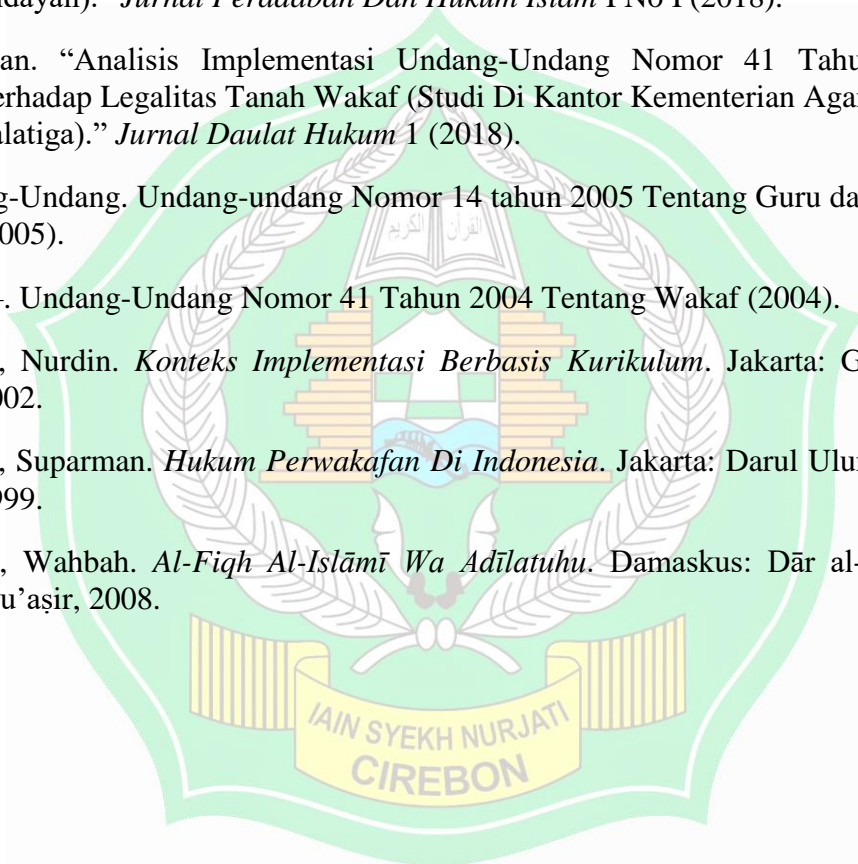 ndayah)." Jurnal Peradaban Dan Hukum Islam 1 No 1 (2018).
an. “Analisis Implementasi Undang-Undang Nomor 41 Tahu
erhadap Legalitas Tanah Wakaf (Studi Di Kantor Kementerian Agar
alatiga).” Jurnal Daulat Hukum 1 (2018).
g-Undang. Undang-undang Nomor 14 tahun 2005 Tentang Guru da
005).
. Undang-Undang Nomor 41 Tahun 2004 Tentang Wakaf (2004).
, Nurdin. Konteks Implementasi Berbasis Kurikulum. Jakarta: G
002.
, Suparman. Hukum Perwakafan Di Indonesia. Jakarta: Darul Ulu
999.
, Wahbah. Al-Fiqh Al-Islāmī Wa Adīlatuhu. Damaskus: Dār al-
u’aṣir, 2008.
القرآن الكريم
IAIN SYEKH NURJATI
CIREBON